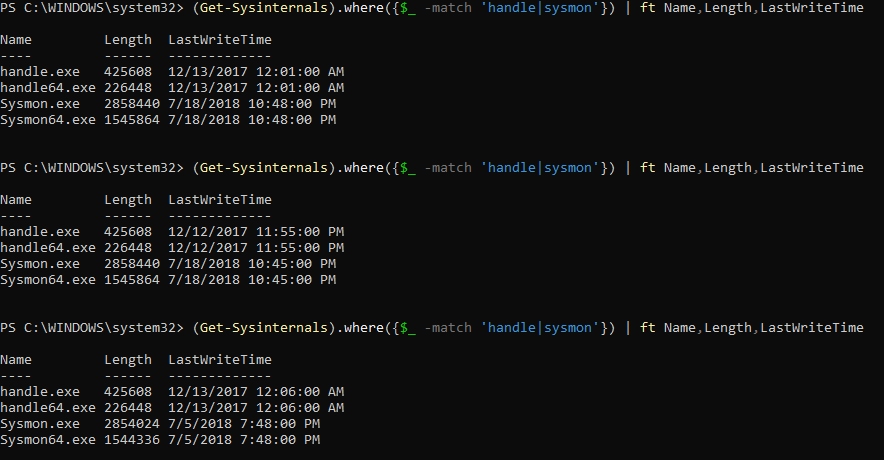 PS C:\WINDOWS\system32> (Get-Sysinternals).where({$_ -match 'handle|sysmon'}) | ft Name,Length,LastWriteTime
Name Length LastWriteTime
---- ------ -------------
handle.exe 425608 12/13/2017 12:01:00 AM
handle64.exe 226448 12/13/2017 12:01:00 AM
Sysmon.exe 2858440 7/18/2018 10:48:00 PM
Sysmon64.exe 1545864 7/18/2018 10:48:00 PM
PS C:\WINDOWS\system32> (Get-Sysinternals).where({$_ -match 'handle|sysmon'}) | ft Name,Length,LastWriteTime
Name Length LastWriteTime
---- ------ -------------
handle.exe 425608 12/12/2017 11:55:00 PM
handle64.exe 226448 12/12/2017 11:55:00 PM
Sysmon.exe 2858440 7/18/2018 10:45:00 PM
Sysmon64.exe 1545864 7/18/2018 10:45:00 PM
PS C:\WINDOWS\system32> (Get-Sysinternals).where({$_ -match 'handle|sysmon'}) | ft Name,Length,LastWriteTime
Name Length LastWriteTime
---- ------ -------------
handle.exe 425608 12/13/2017 12:06:00 AM
handle64.exe 226448 12/13/2017 12:06:00 AM
Sysmon.exe 2854024 7/5/2018 7:48:00 PM
Sysmon64.exe 1544336 7/5/2018 7:48:00 PM